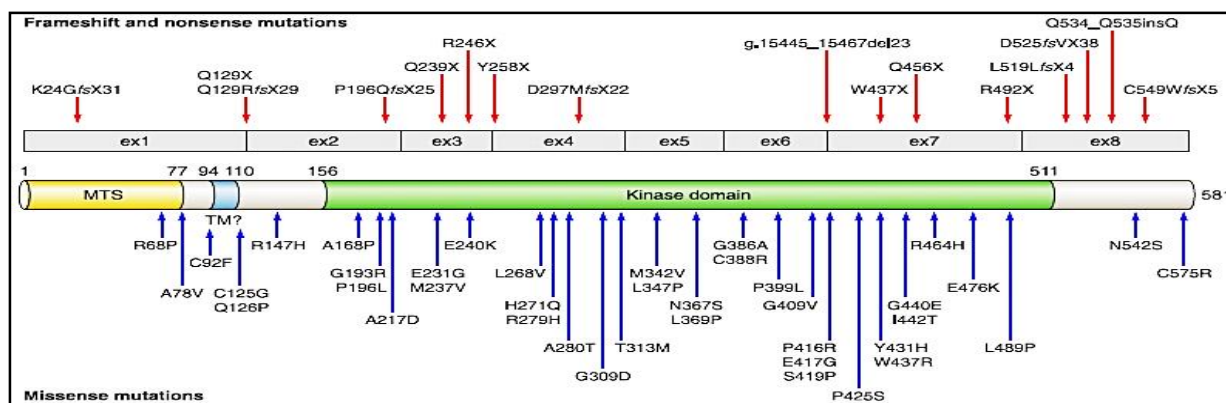 Frameshift and nonsense mutations
Q534_Q535insQ
R246X
g.15445_15467del23
D525fsVX38
Q129X
Q239X
Y258X
Q456X
L519LfsX4
K24GfsX31
Q129RfsX29
P196QfsX25
D297MfsX22
W437X
R492X
C549WfsX5
ex1
ex2
ex3
ex4
ex5
ex6
ex7
ex8
1
77
94
110
156
511
MTS
Kinase domain
581
TM?
R68P
C92F
R147H
A168P
E240K
G386A
C388R
R464H
N542S
A78V
C125G
Q126P
G193R
P196L
E231G
M237V
L268V
M342V
L347P
P399L
E476K
C575R
A217D
H271Q
R279H
N367S
L369P
G409V
G440E
I442T
A280T
T313M
P416R
E417G
S419P
Y431H
W437R
L489P
G309D
P425S
Missense mutations